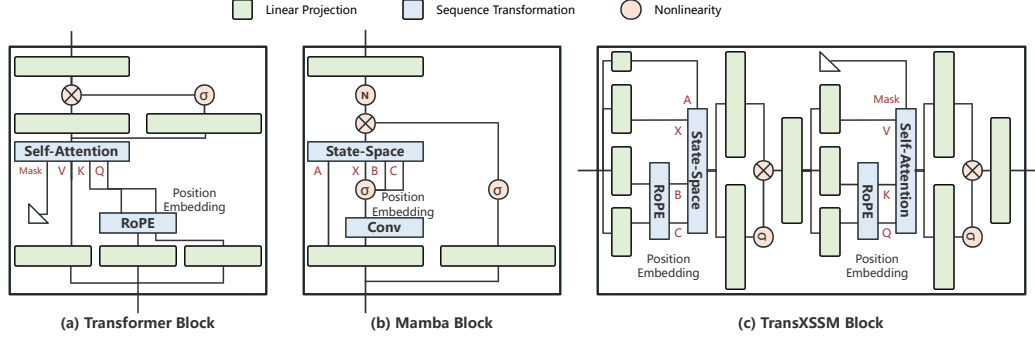 Linear Projection
Sequence Transformation
Nonlinearity
σ
Self-Attention
Mask
V
K
Q
Position
Embedding
RoPE
(a) Transformer Block
N
State-Space
A
X
B
C
σ
Position
Embedding
σ
Conv
(b) Mamba Block
A
X
State-Space
RoPE
B
C
Position
Embedding
σ
Mask
V
Self-Attention
RoPE
K
Q
Position
Embedding
σ
(c) TransXSSM Block